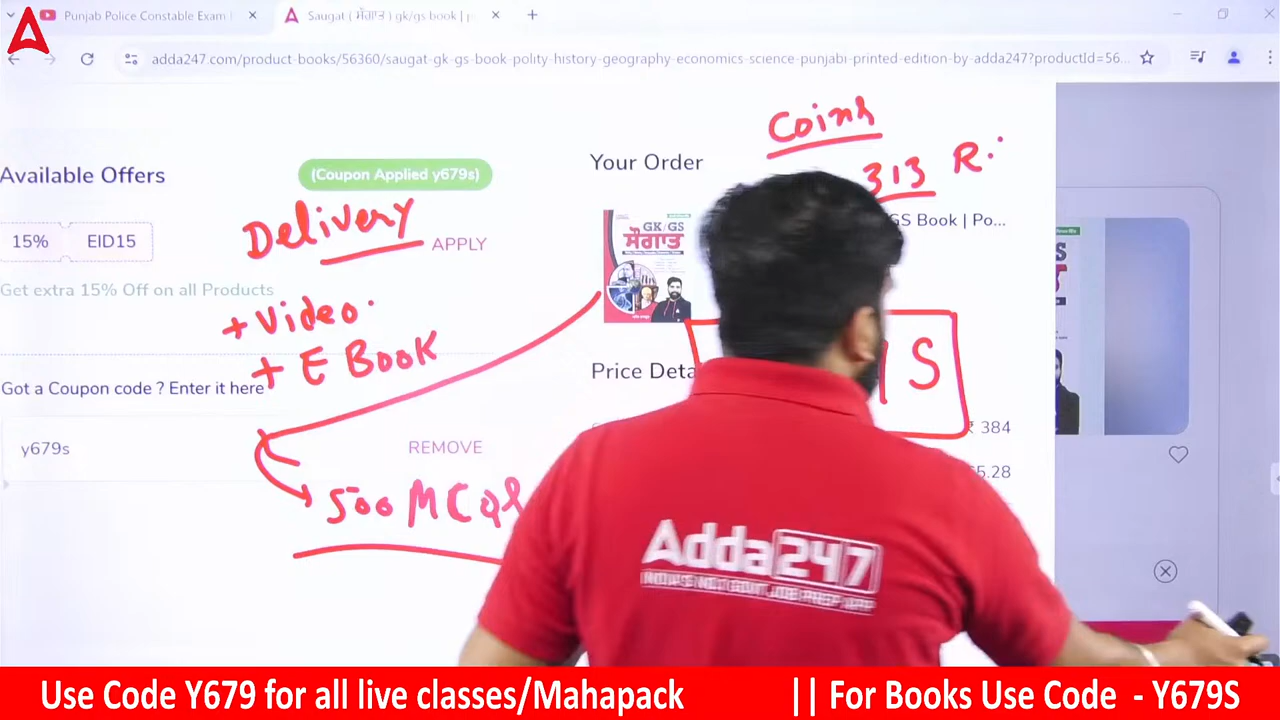 Punjab Police Constable Exam |
Saugat ( ਸੌਗਾਤ ) gk/gs book | p
adda247.com/product-books/56360/saugat-gk-gs-book-polity-history-geography-economics-science-punjabi-printed-edition-by-adda247?productId=56...
Coins
313 R.
Available Offers
(Coupon Applied y679s)
Your Order
15% EID15
Delivery
APPLY
GK/GS
ਸੌਗਾਤ
GS Book | Po...
Get extra 15% Off on all Products
+ Video
+ E Book
Price Deta
S
Got a Coupon code ? Enter it here
₹ 384
y679s
REMOVE
65.28
500 MCQs
Adda247
Use Code Y679 for all live classes/Mahapack || For Books Use Code - Y679S